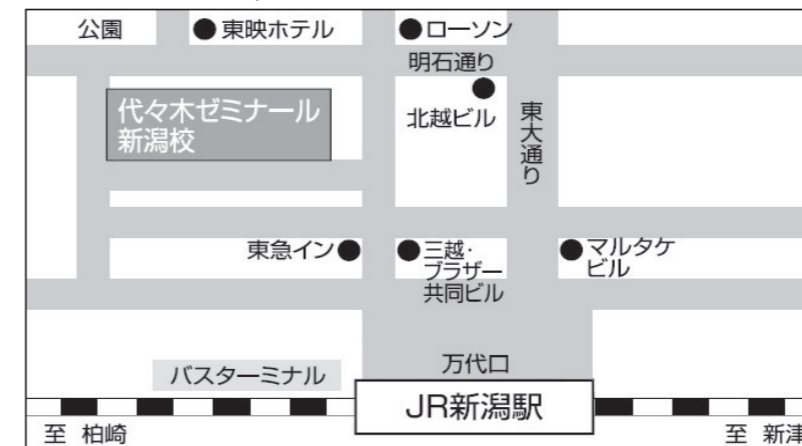 公園
東映ホテル
ローソン
明石通り
代々木ゼミナール
新潟校
北越ビル
東大通り
東急イン
三越・
ブラザー
共同ビル
マルタケ
ビル
万代口
バスターミナル
JR新潟駅
至 柏崎
至 新津